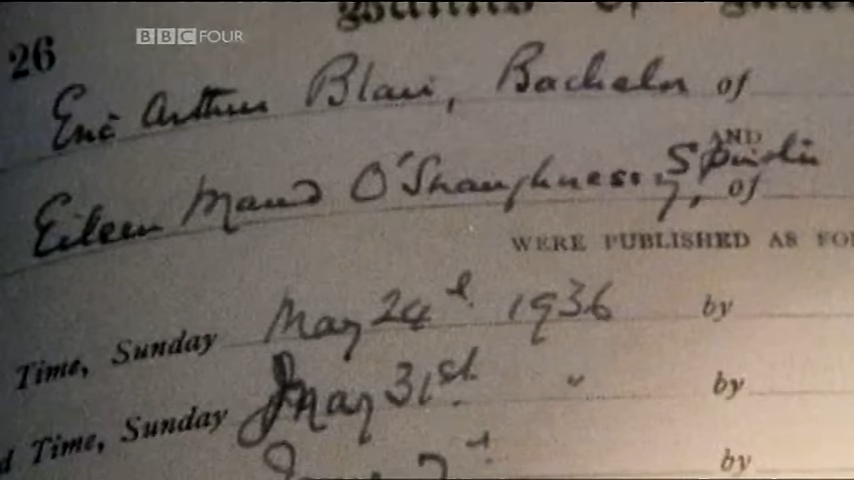 BBC FOUR
26
Eric Arthur Blair, Bachelor of
AND
Eileen Maud O'Shaughnessy, Spinster of
WERE PUBLISHED AS
Time, Sunday May 24th 1936 by
Time, Sunday May 31st " by
7th by